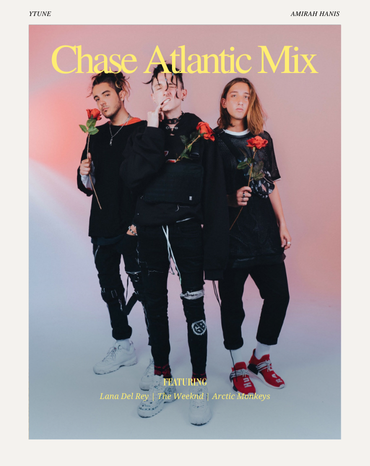 YTUNE
AMIRAH HANIS
Chase Atlantic Mix
FEATURING
Lana Del Rey | The Weeknd | Arctic Monkeys